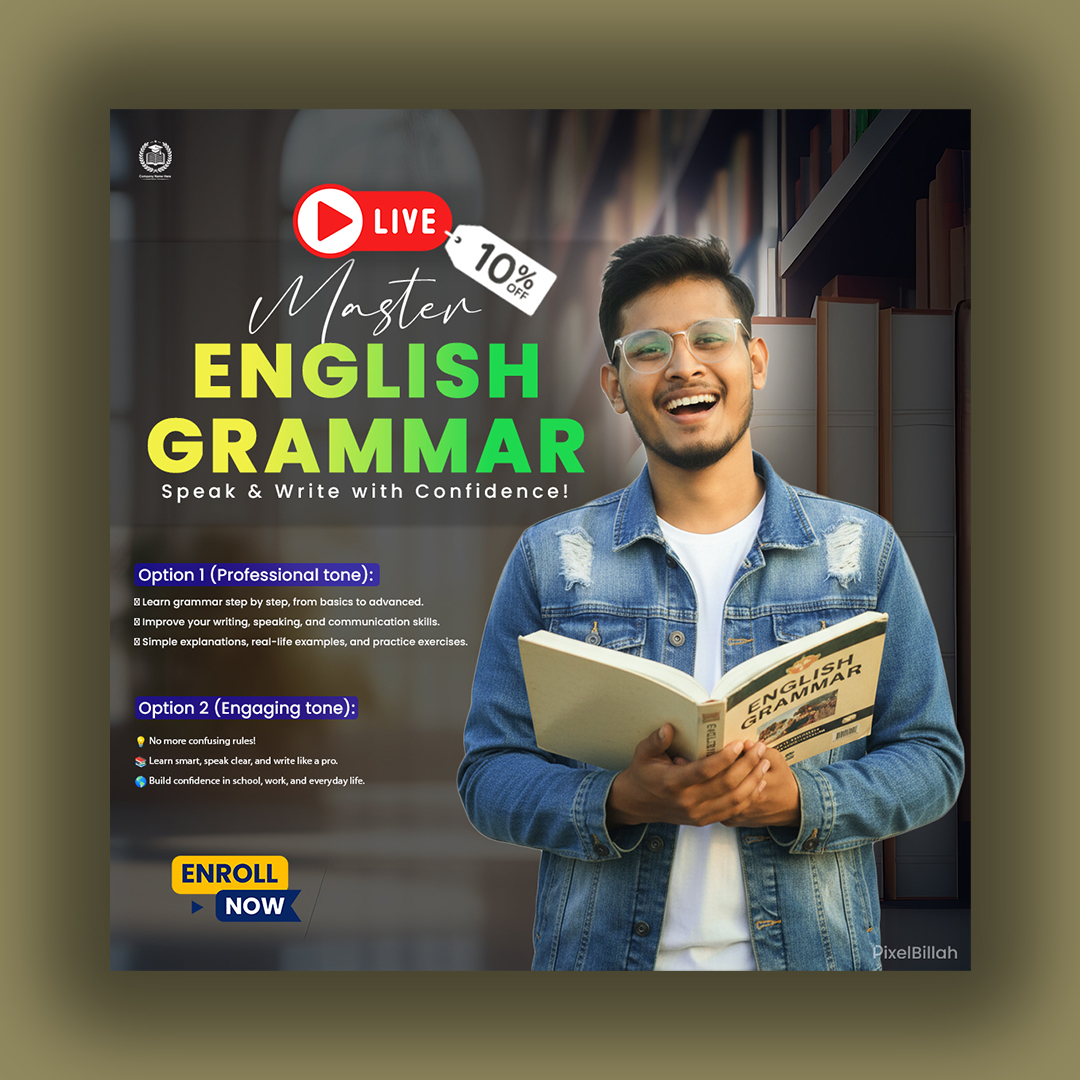 Company Name Here
LIVE
10% OFF
Master
ENGLISH
GRAMMAR
Speak & Write with Confidence!
Option 1 (Professional tone):
Learn grammar step by step, from basics to advanced.
Improve your writing, speaking, and communication skills.
Simple explanations, real-life examples, and practice exercises.
Option 2 (Engaging tone):
💡 No more confusing rules!
📚 Learn smart, speak clear, and write like a pro.
🌎 Build confidence in school, work, and everyday life.
ENROLL
NOW
ENGLISH
GRAMMAR
PixelBillah